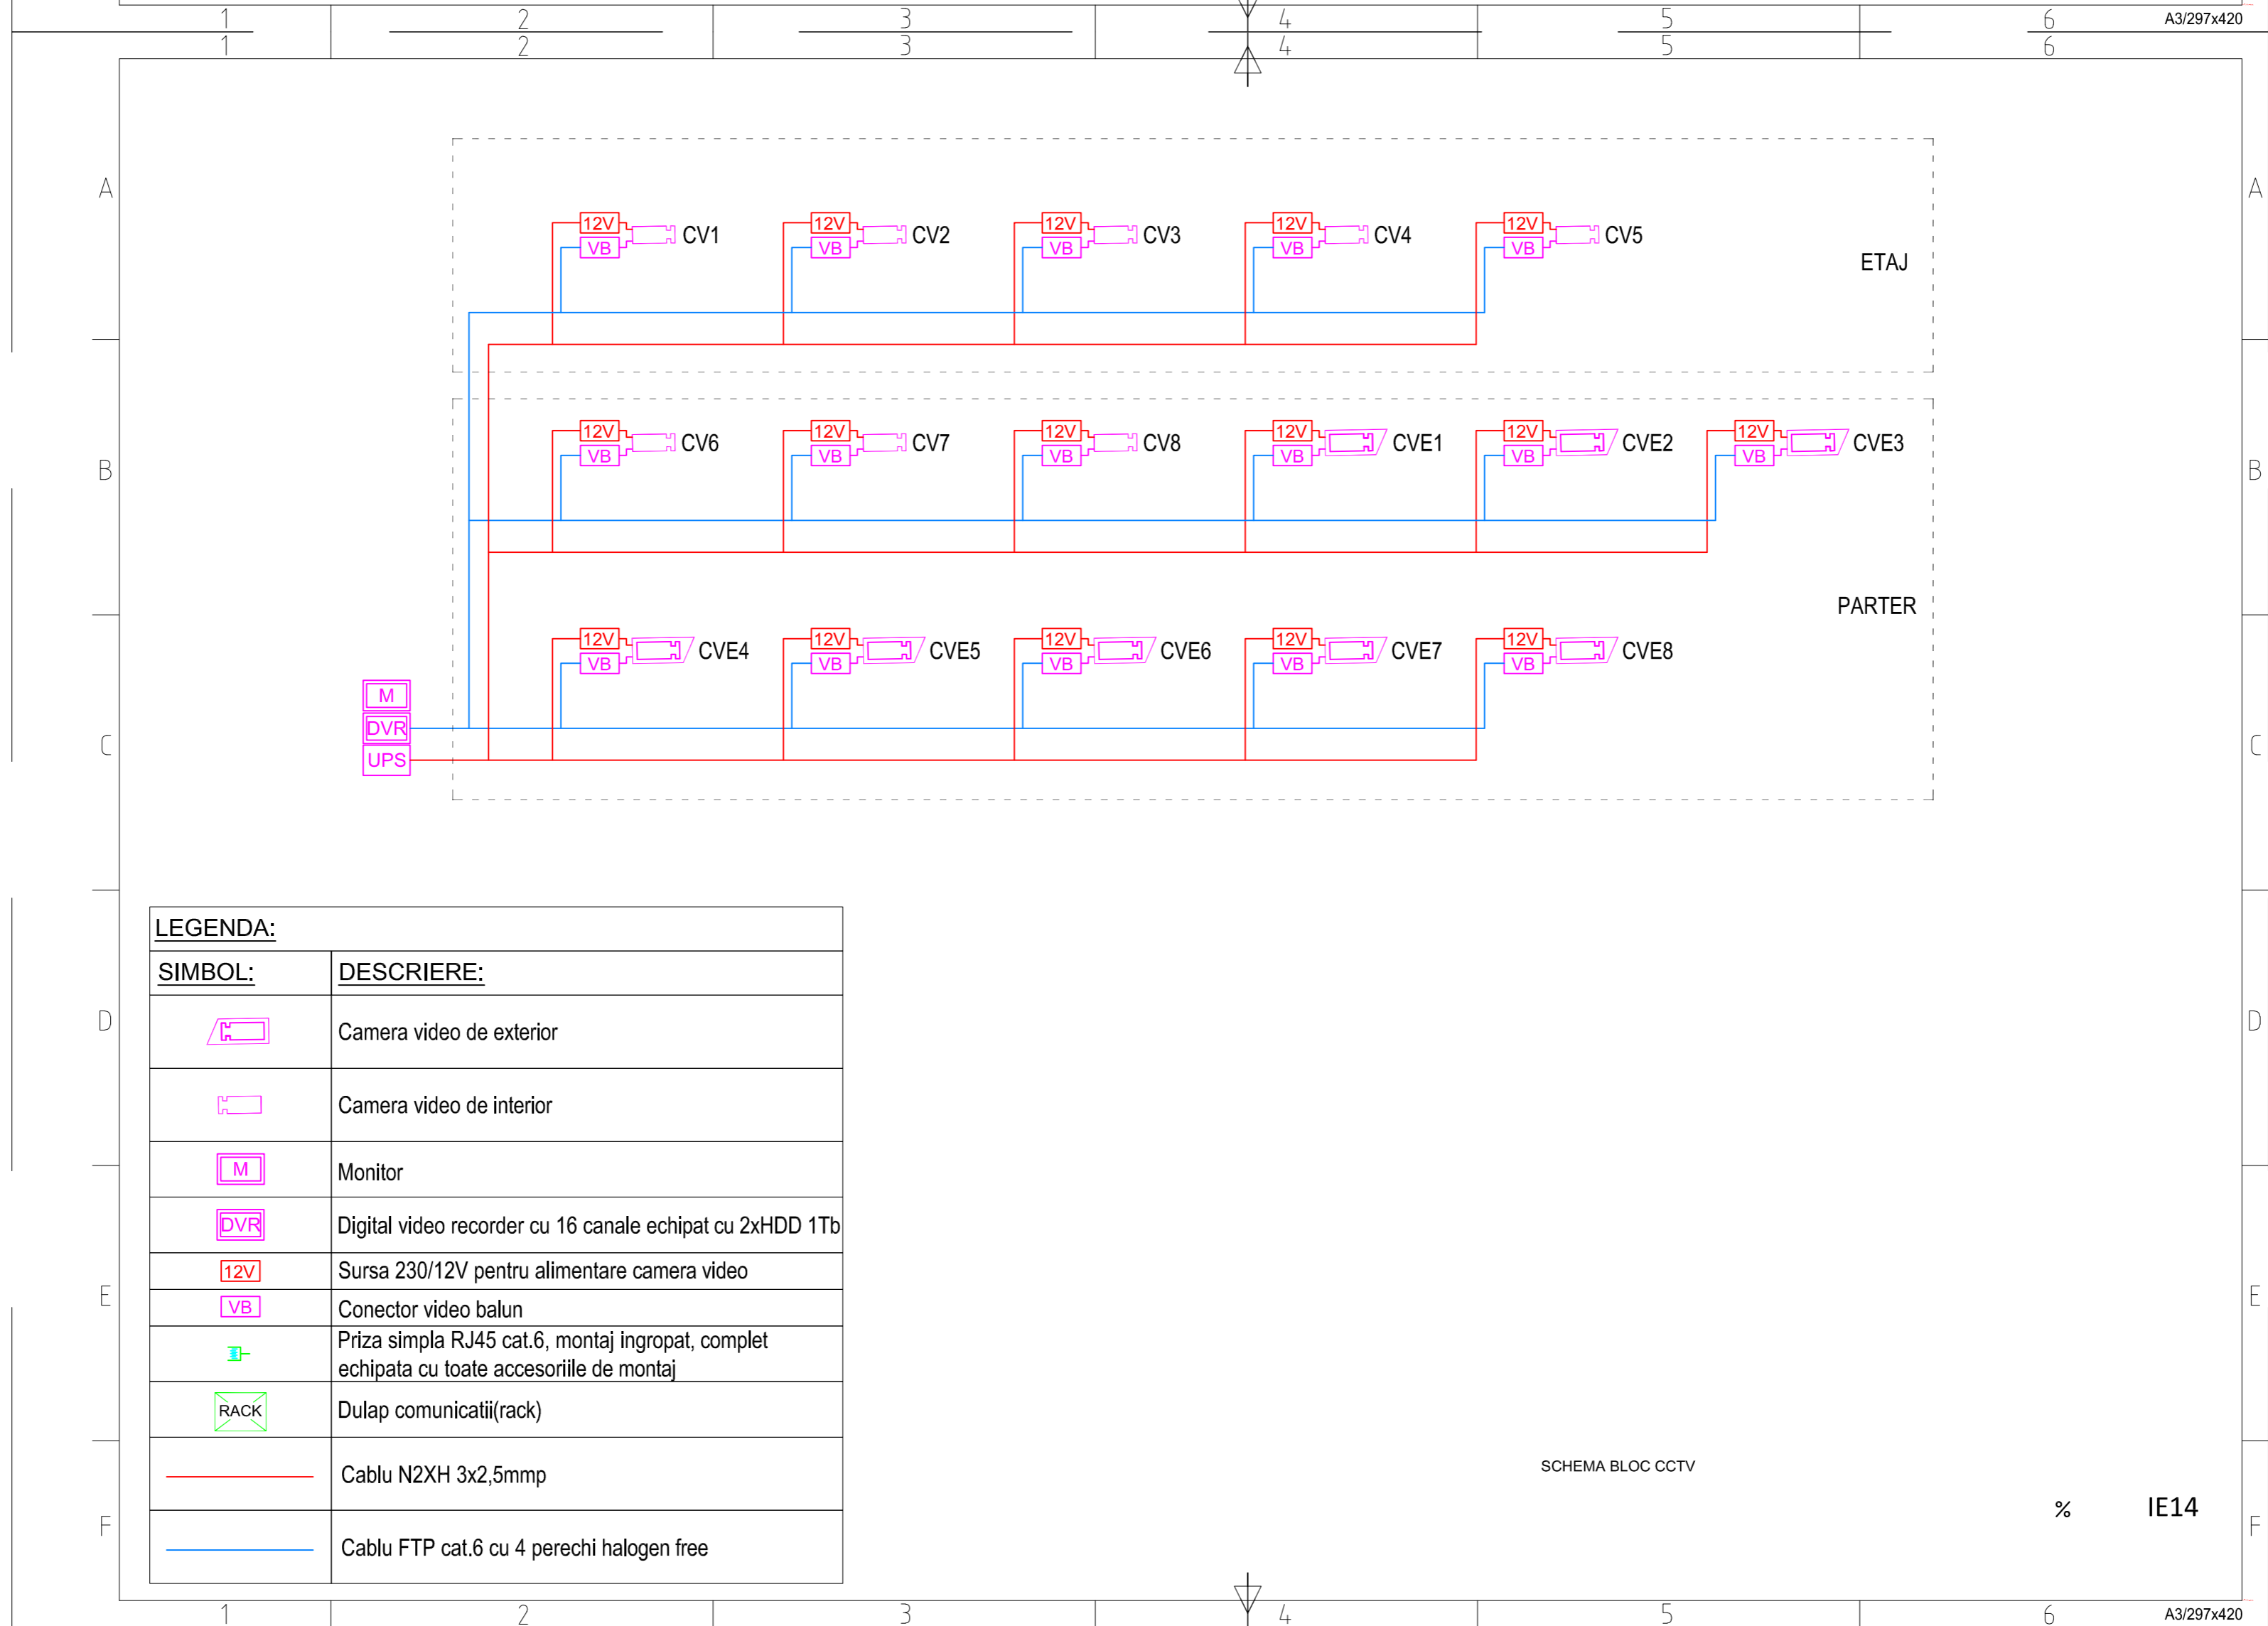 1 2 3 4 5 6 A3/297x420
1 2 3 4 5 6
A A
12V CV1 12V CV2 12V CV3 12V CV4 12V CV5
VB VB VB VB VB
ETAJ
12V CV6 12V CV7 12V CV8 12V CVE1 12V CVE2 12V CVE3
VB VB VB VB VB VB
B B
PARTER
12V CVE4 12V CVE5 12V CVE6 12V CVE7 12V CVE8
VB VB VB VB VB
M
DVR
C C
UPS
LEGENDA:
SIMBOL: DESCRIERE:
D D
Camera video de exterior
Camera video de interior
M Monitor
DVR Digital video recorder cu 16 canale echipat cu 2xHDD 1Tb
12V Sursa 230/12V pentru alimentare camera video
E E
VB Conector video balun
Priza simpla RJ45 cat.6, montaj ingropat, complet
echipata cu toate accesoriile de montaj
RACK Dulap comunicatii(rack)
Cablu N2XH 3x2,5mmp
SCHEMA BLOC CCTV
% IE14
F F
Cablu FTP cat.6 cu 4 perechi halogen free
1 2 3 4 5 6 A3/297x420